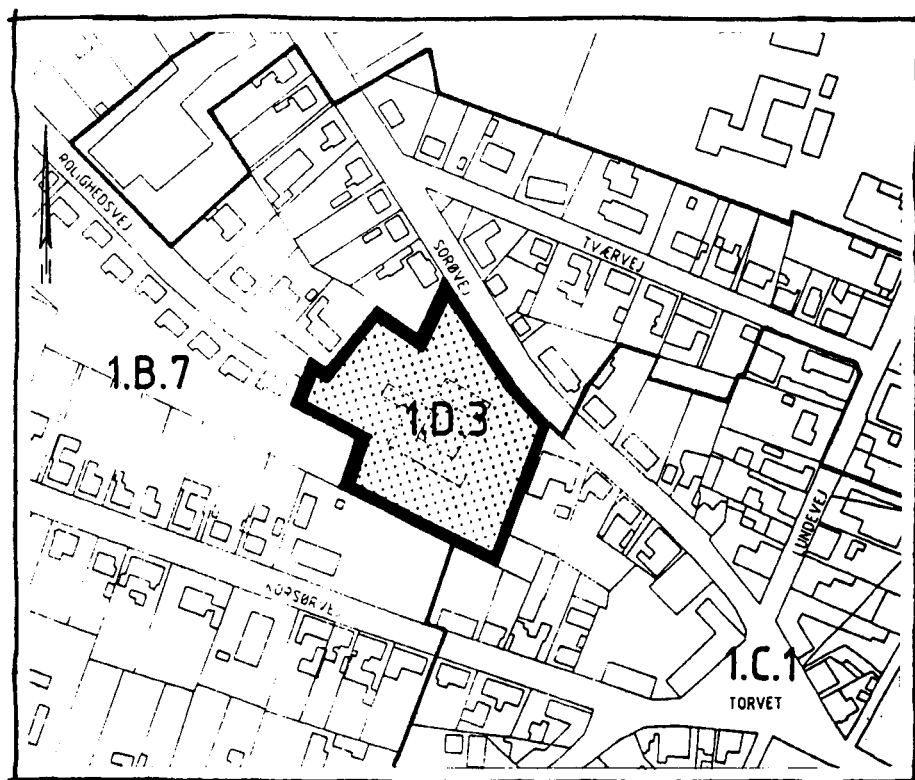 ROLIGHEDSVEJ
SORØVEJ
TVÆRVEJ
1.B.7
1.D.3
LUNDEVEJ
KORSØRVEJ
1.C.1
TORVET